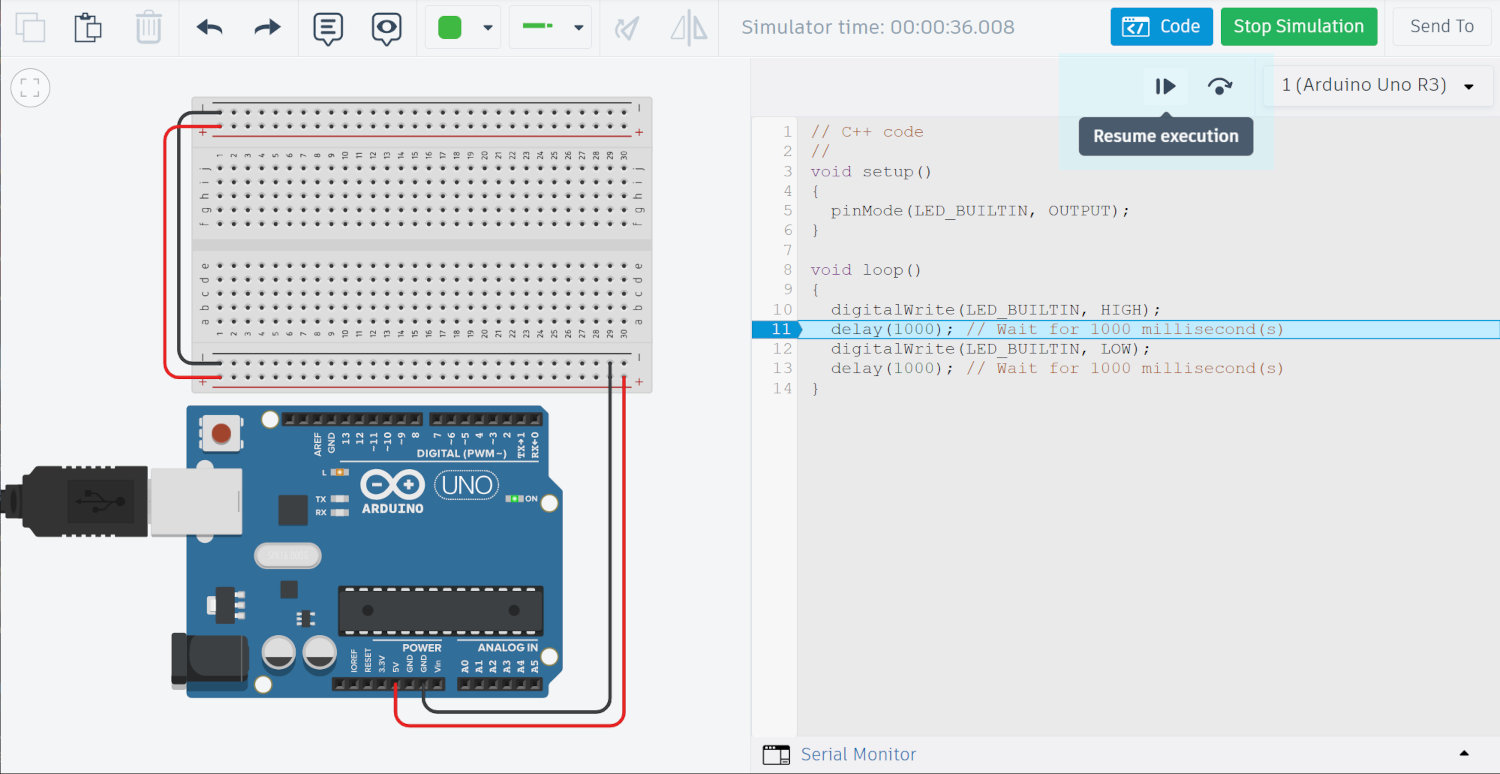 Simulator time: 00:00:36.008
Code
Stop Simulation
Send To
1 (Arduino Uno R3)
Resume execution
1 // C++ code
2 //
3 void setup()
4 {
5 pinMode(LED_BUILTIN, OUTPUT);
6 }
7
8 void loop()
9 {
10 digitalWrite(LED_BUILTIN, HIGH);
11 delay(1000); // Wait for 1000 millisecond(s)
12 digitalWrite(LED_BUILTIN, LOW);
13 delay(1000); // Wait for 1000 millisecond(s)
14 }
Serial Monitor
1 2 3 4 5 6 7 8 9 10 11 12 13 14 15 16 17 18 19 20 21 22 23 24 25 26 27 28 29 30
j j
i i
h h
g g
f f
e e
d d
c c
b b
a a
1 2 3 4 5 6 7 8 9 10 11 12 13 14 15 16 17 18 19 20 21 22 23 24 25 26 27 28 29 30
AREF GND 13 12 ~11 ~10 ~9 8 7 ~6 ~5 4 ~3 2 TX→1 RX←0
DIGITAL (PWM~)
L
UNO
TX
ON
RX
ARDUINO
POWER ANALOG IN
IOREF RESET 3.3V 5V GND GND Vin A0 A1 A2 A3 A4 A5